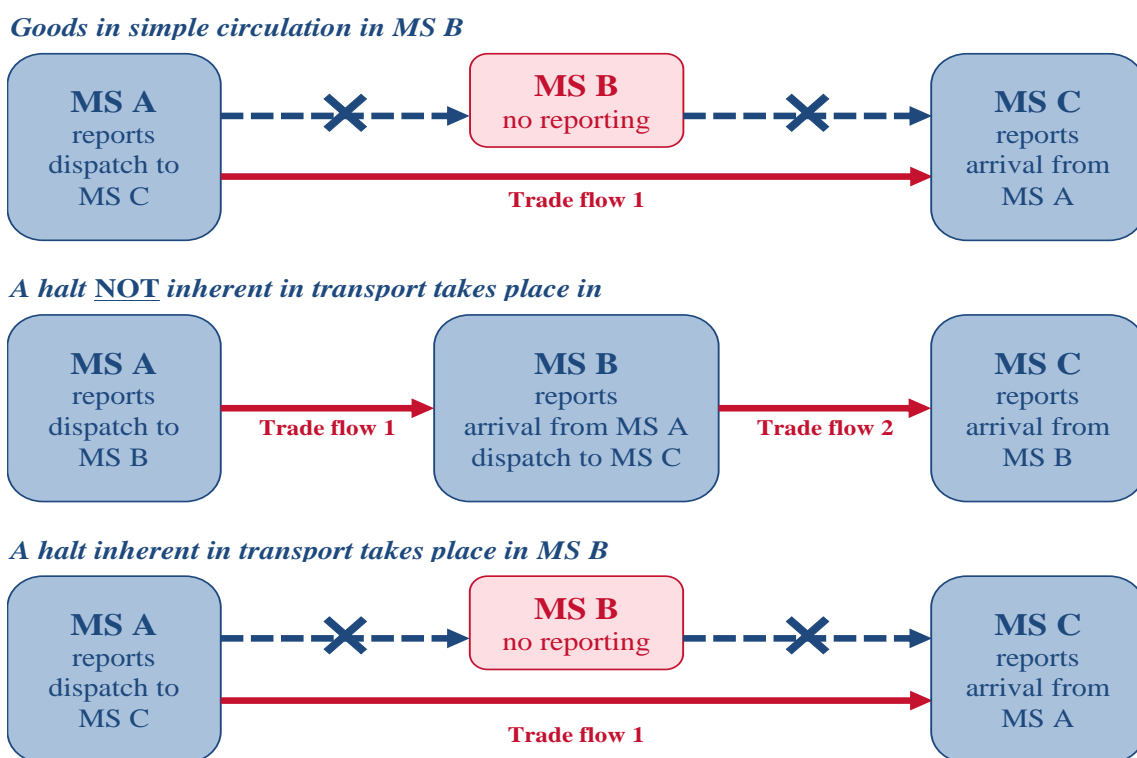 Goods in simple circulation in MS B
MS A
reports
dispatch to
MS C
MS B
no reporting
MS C
reports
arrival from
MS A
Trade flow 1
A halt NOT inherent in transport takes place in
MS A
reports
dispatch to
MS B
Trade flow 1
MS B
reports
arrival from MS A
dispatch to MS C
Trade flow 2
MS C
reports
arrival from
MS B
A halt inherent in transport takes place in MS B
MS A
reports
dispatch to
MS C
MS B
no reporting
MS C
reports
arrival from
MS A
Trade flow 1